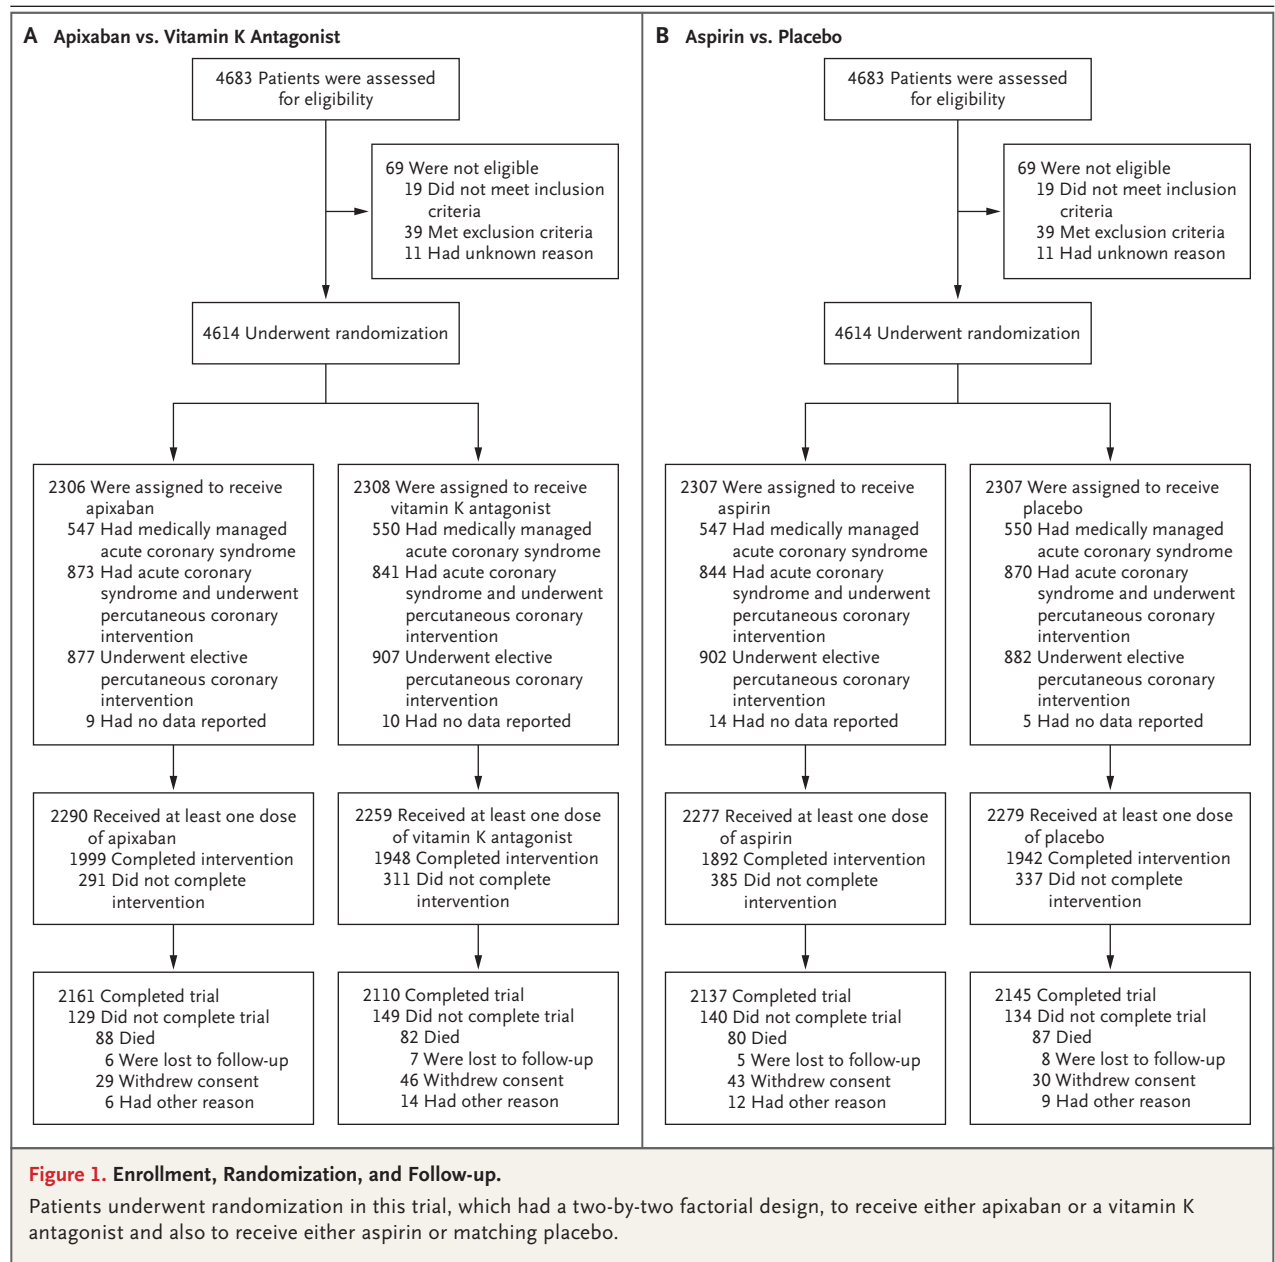 A Apixaban vs. Vitamin K Antagonist
4683 Patients were assessed
for eligibility
69 Were not eligible
19 Did not meet inclusion
criteria
39 Met exclusion criteria
11 Had unknown reason
4614 Underwent randomization
2306 Were assigned to receive
apixaban
547 Had medically managed
acute coronary syndrome
873 Had acute coronary
syndrome and underwent
percutaneous coronary
intervention
877 Underwent elective
percutaneous coronary
intervention
9 Had no data reported
2308 Were assigned to receive
vitamin K antagonist
550 Had medically managed
acute coronary syndrome
841 Had acute coronary
syndrome and underwent
percutaneous coronary
intervention
907 Underwent elective
percutaneous coronary
intervention
10 Had no data reported
2290 Received at least one dose
of apixaban
1999 Completed intervention
291 Did not complete
intervention
2259 Received at least one dose
of vitamin K antagonist
1948 Completed intervention
311 Did not complete
intervention
2161 Completed trial
129 Did not complete trial
88 Died
6 Were lost to follow-up
29 Withdrew consent
6 Had other reason
2110 Completed trial
149 Did not complete trial
82 Died
7 Were lost to follow-up
46 Withdrew consent
14 Had other reason
B Aspirin vs. Placebo
4683 Patients were assessed
for eligibility
69 Were not eligible
19 Did not meet inclusion
criteria
39 Met exclusion criteria
11 Had unknown reason
4614 Underwent randomization
2307 Were assigned to receive
aspirin
547 Had medically managed
acute coronary syndrome
844 Had acute coronary
syndrome and underwent
percutaneous coronary
intervention
902 Underwent elective
percutaneous coronary
intervention
14 Had no data reported
2307 Were assigned to receive
placebo
550 Had medically managed
acute coronary syndrome
870 Had acute coronary
syndrome and underwent
percutaneous coronary
intervention
882 Underwent elective
percutaneous coronary
intervention
5 Had no data reported
2277 Received at least one dose
of aspirin
1892 Completed intervention
385 Did not complete
intervention
2279 Received at least one dose
of placebo
1942 Completed intervention
337 Did not complete
intervention
2137 Completed trial
140 Did not complete trial
80 Died
5 Were lost to follow-up
43 Withdrew consent
12 Had other reason
2145 Completed trial
134 Did not complete trial
87 Died
8 Were lost to follow-up
30 Withdrew consent
9 Had other reason
Figure 1. Enrollment, Randomization, and Follow-up.
Patients underwent randomization in this trial, which had a two-by-two factorial design, to receive either apixaban or a vitamin K
antagonist and also to receive either aspirin or matching placebo.